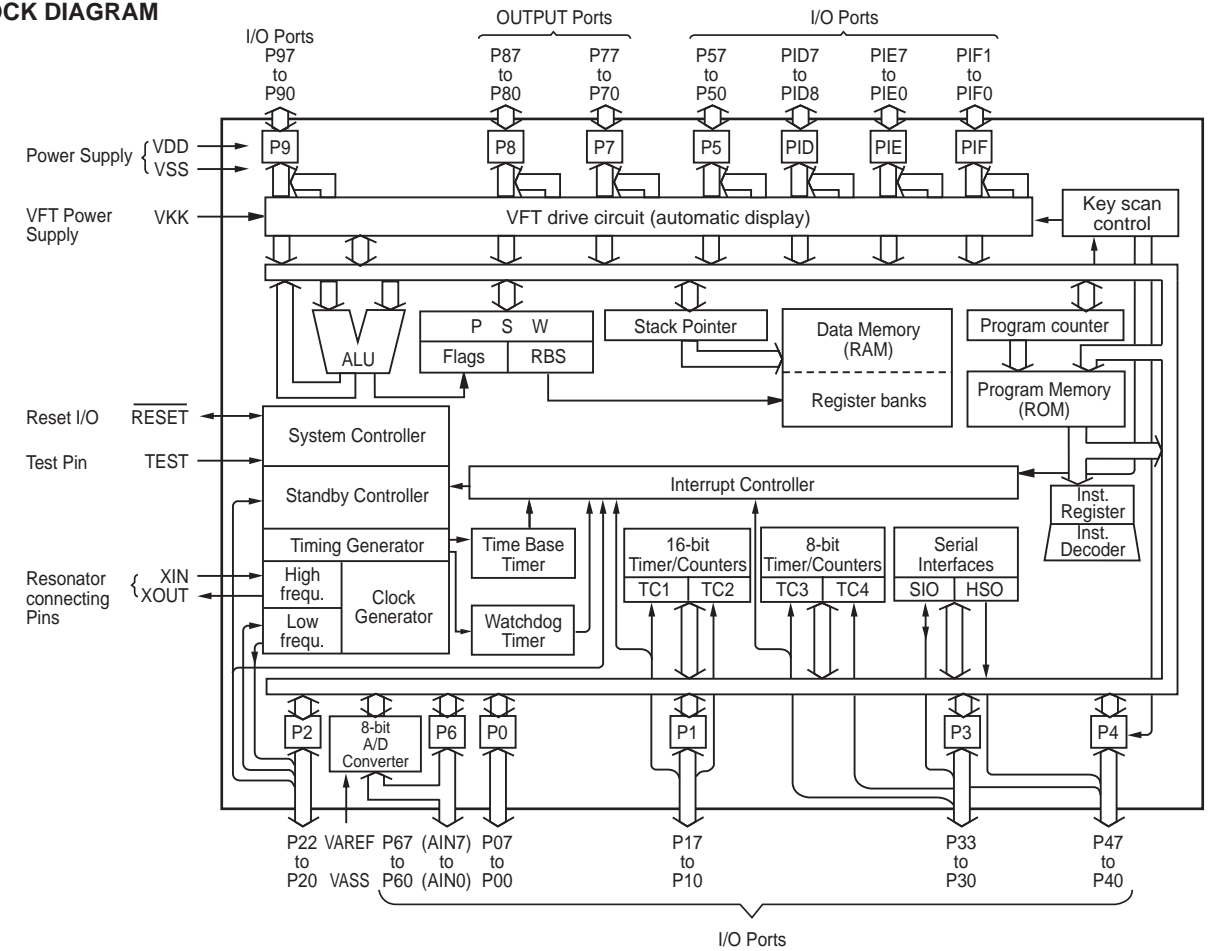 OCK DIAGRAM
OUTPUT Ports
I/O Ports
I/O Ports
P97 to P90
P87 to P80
P77 to P70
P57 to P50
PID7 to PID8
PIE7 to PIE0
PIF1 to PIF0
Power Supply
VDD
VSS
P9
P8
P7
P5
PID
PIE
PIF
VFT Power
Supply
VKK
VFT drive circuit (automatic display)
Key scan
control
ALU
P S W
Flags
RBS
Stack Pointer
Data Memory
(RAM)
Register banks
Program counter
Program Memory
(ROM)
Reset I/O
RESET
Test Pin
TEST
System Controller
Standby Controller
Timing Generator
High
frequ.
Low
frequ.
Clock
Generator
Resonator
connecting
Pins
XIN
XOUT
Interrupt Controller
Time Base
Timer
Watchdog
Timer
16-bit
Timer/Counters
TC1
TC2
8-bit
Timer/Counters
TC3
TC4
Serial
Interfaces
SIO
HSO
Inst.
Register
Inst.
Decoder
P2
8-bit
A/D
Converter
P6
P0
P1
P3
P4
P22 to P20
VAREF
VASS
P67 to P60
(AIN7) to (AIN0)
P07 to P00
P17 to P10
P33 to P30
P47 to P40
I/O Ports